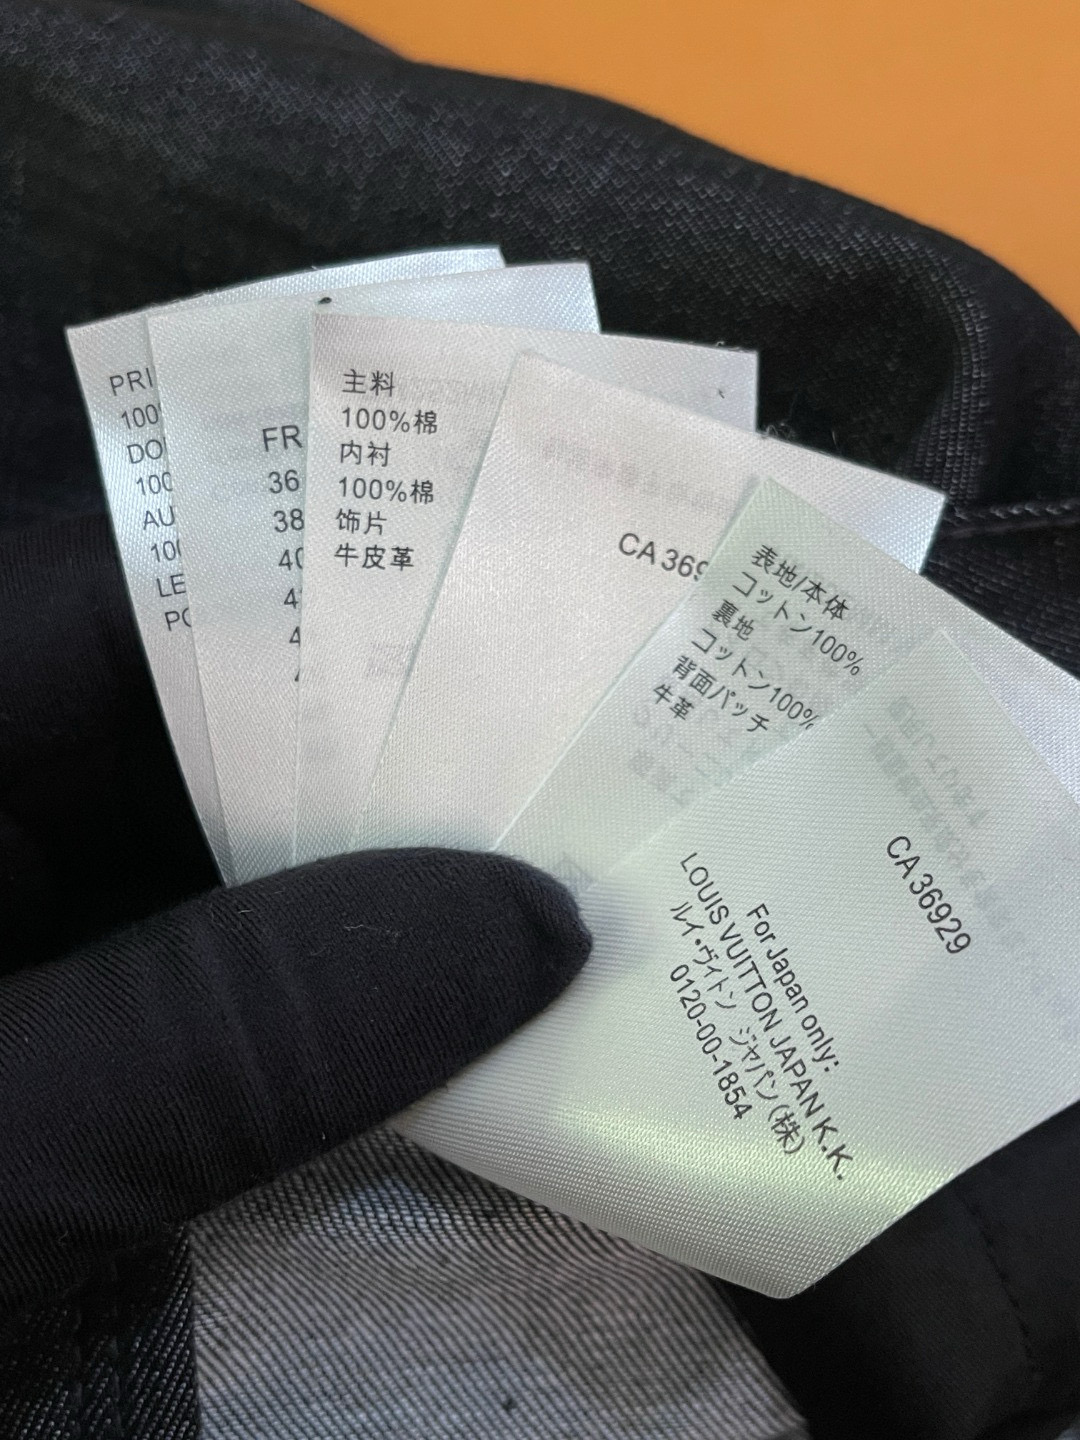 PRI
100
DO
100
AU
100
LE
PO
FR
36
38
40
4
4
主料
100%棉
内衬
100%棉
饰片
牛皮革
CA 369
表地/本体
コットン100%
裏地
コットン100%
背面パッチ
牛革
CA 36929
For Japan only:
LOUIS VUITTON JAPAN K.K.
ルイ・ヴィトン ジャパン(株)
0120-00-1854